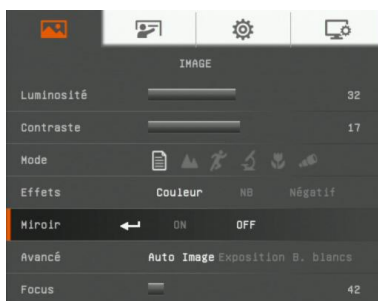 IMAGE
Luminosité 32
Contraste 17
Mode
Effets Couleur NB Négatif
Miroir ON OFF
Avancé Auto Image Exposition B. blancs
Focus 42